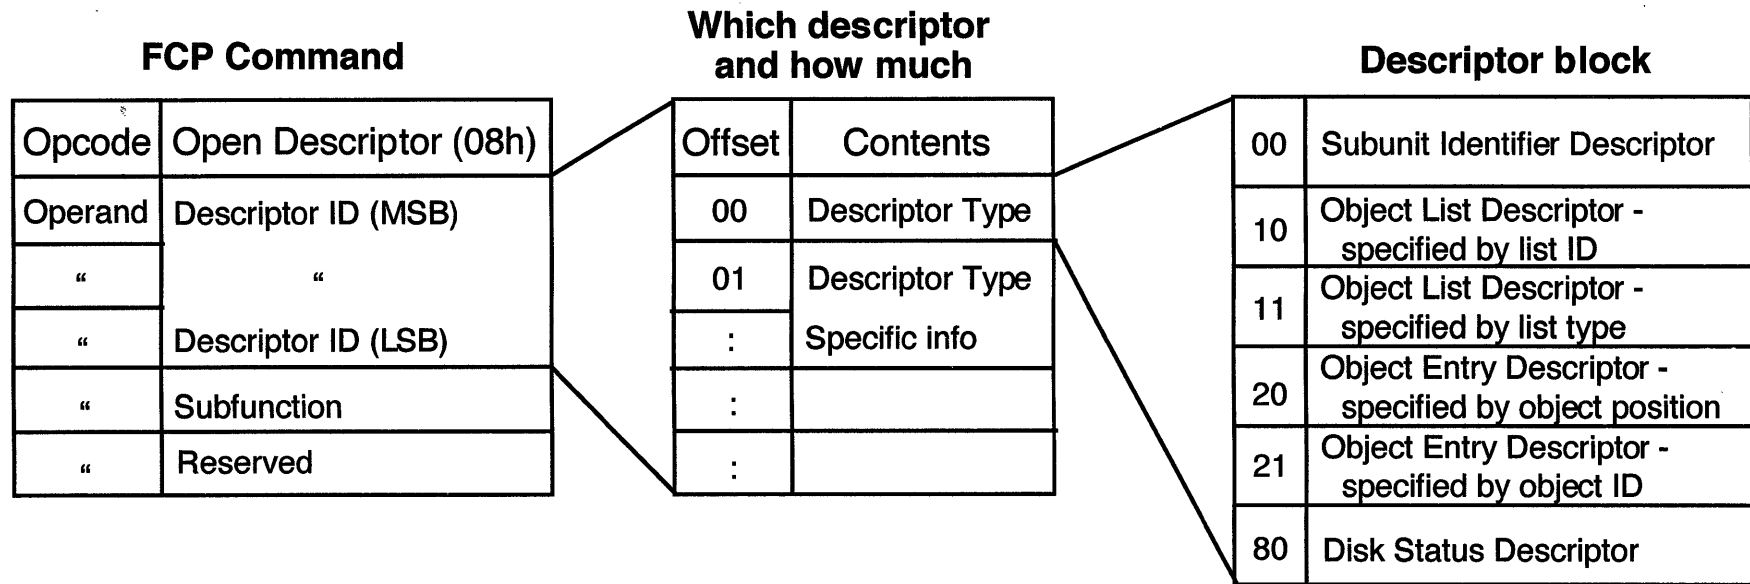 FCP Command
Opcode Open Descriptor (08h)
Operand Descriptor ID (MSB)
“ “
“ Descriptor ID (LSB)
“ Subfunction
“ Reserved
Which descriptor
and how much
Offset Contents
00 Descriptor Type
01 Descriptor Type
: Specific info
:
:
Descriptor block
00 Subunit Identifier Descriptor
10 Object List Descriptor -
specified by list ID
11 Object List Descriptor -
specified by list type
20 Object Entry Descriptor -
specified by object position
21 Object Entry Descriptor -
specified by object ID
80 Disk Status Descriptor